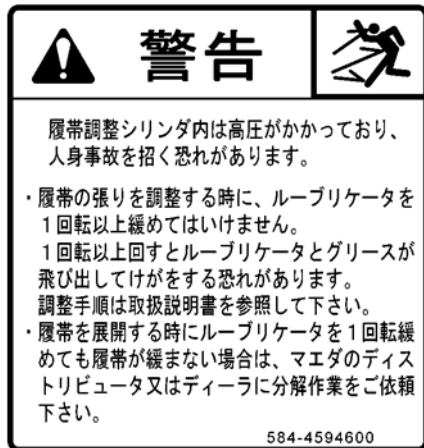 警告
履帯調整シリンダ内は高圧がかかっており、
人身事故を招く恐れがあります。
・履帯の張りを調整する時に、ルーブリケータを
１回転以上緩めてはいけません。
１回転以上回すとルーブリケータとグリースが
飛び出してけがをする恐れがあります。
調整手順は取扱説明書を参照して下さい。
・履帯を展開する時にルーブリケータを１回転緩
めても履帯が緩まない場合は、マエダのディス
トリビュータ又はディーラに分解作業をご依頼
下さい。
584-4594600